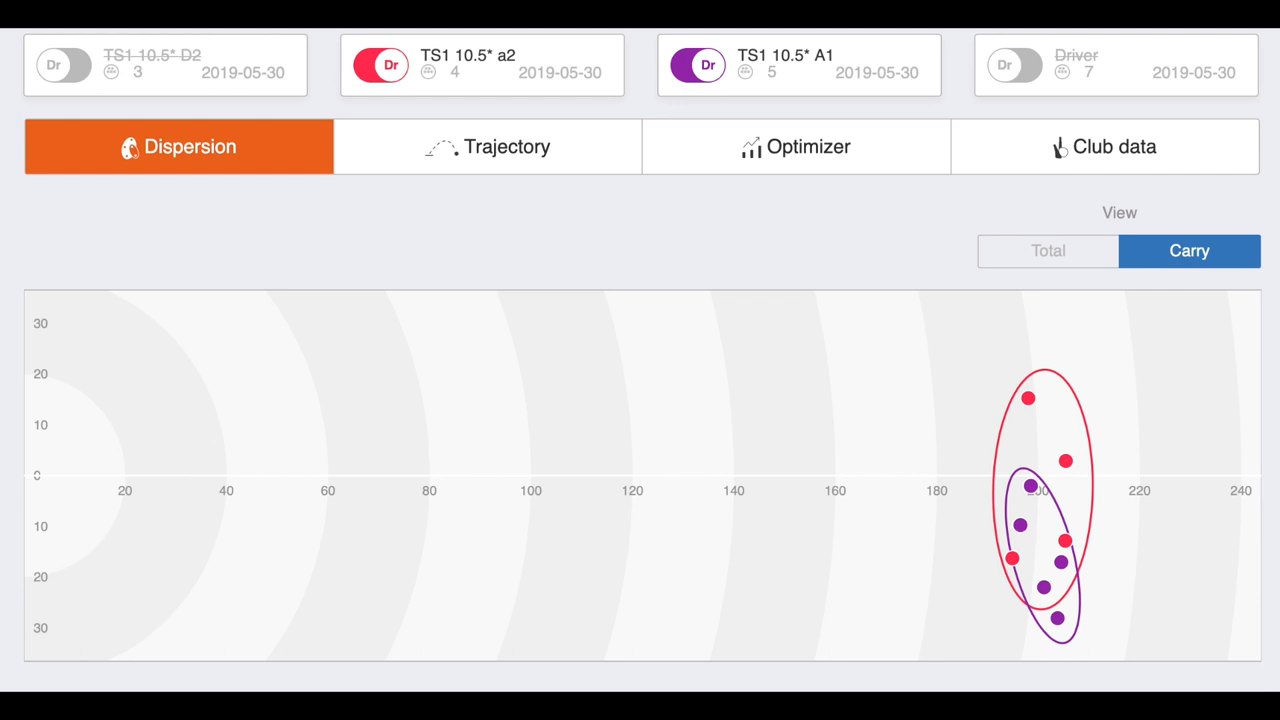 Dr TS1 10.5* D2
3 2019-05-30
Dr TS1 10.5* a2
4 2019-05-30
Dr TS1 10.5* A1
5 2019-05-30
Dr Driver
7 2019-05-30
Dispersion Trajectory Optimizer Club data
View
Total Carry
30
20
10
0
20 40 60 80 100 120 140 160 180 200 220 240
10
20
30